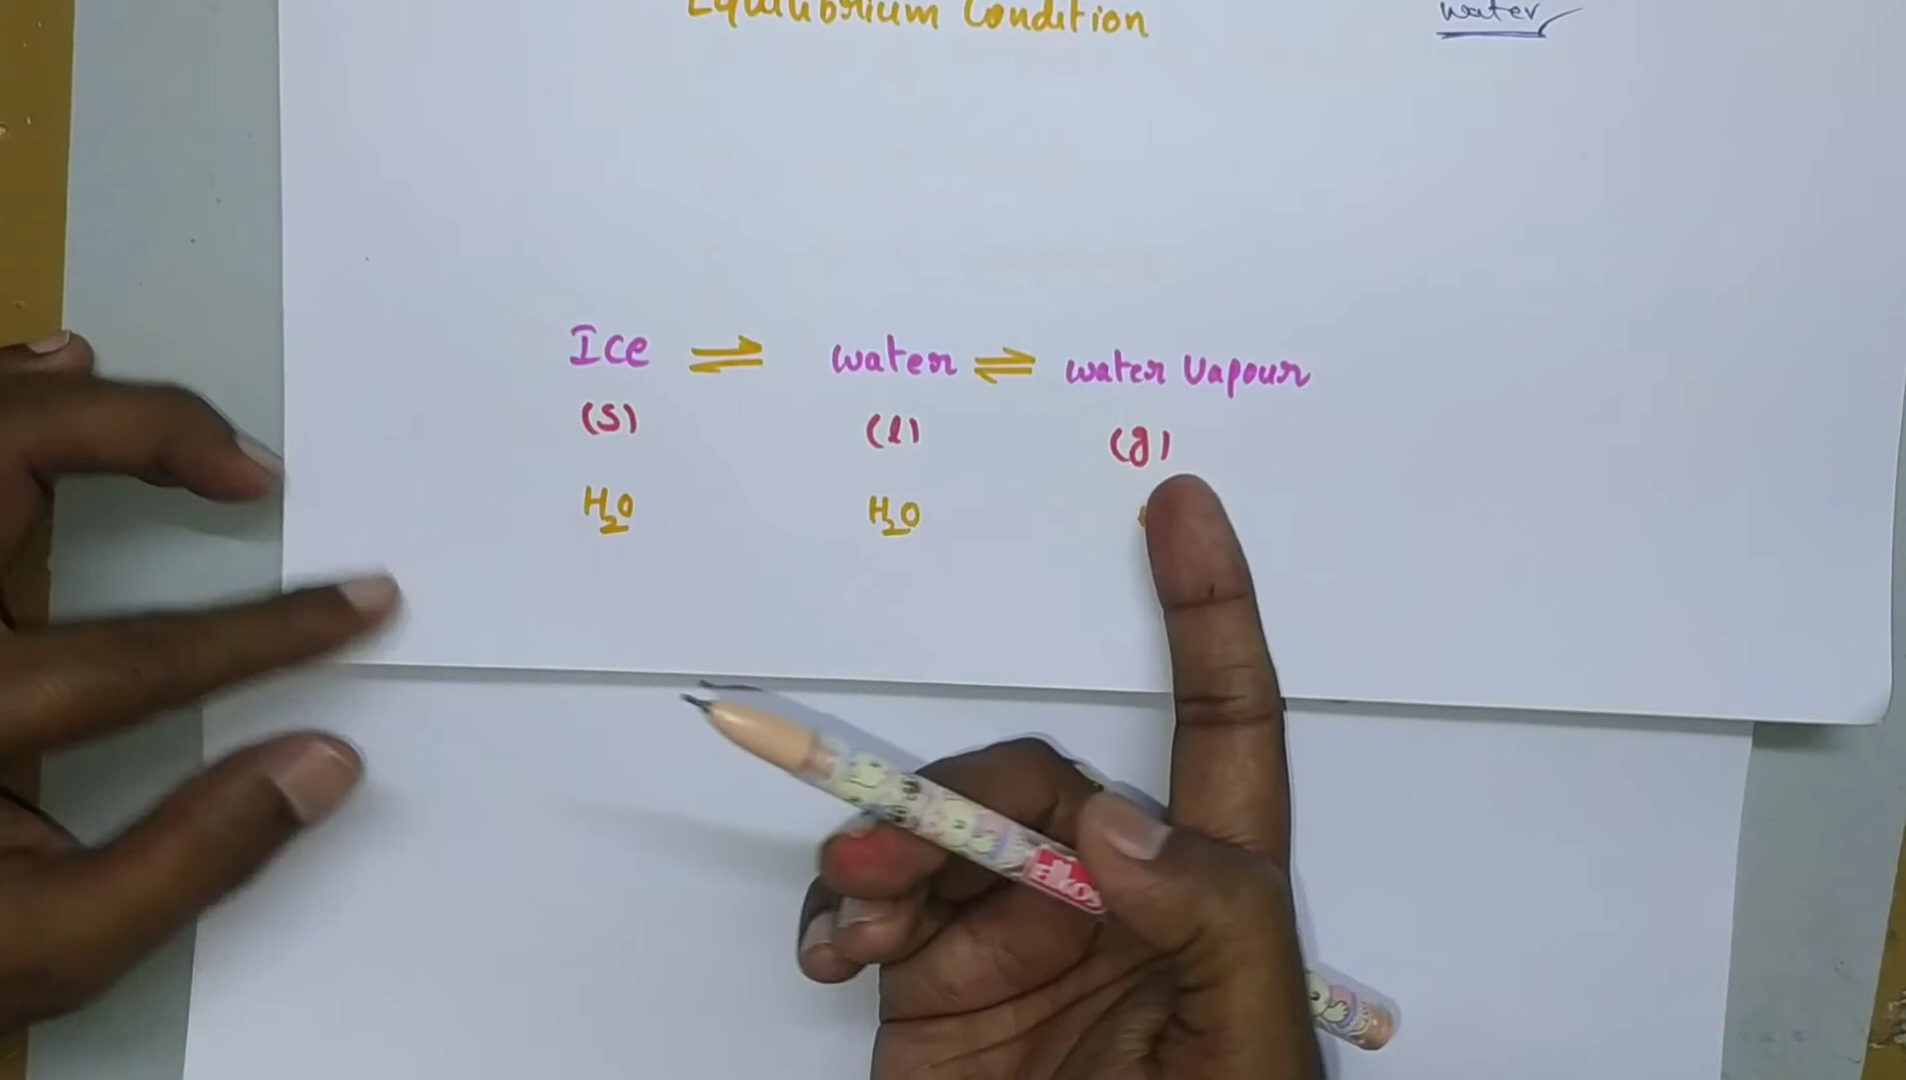 Equilibrium Condition
water
Ice ⇌ water ⇌ water Vapour
(s) (l) (g)
H2O H2O
elkos